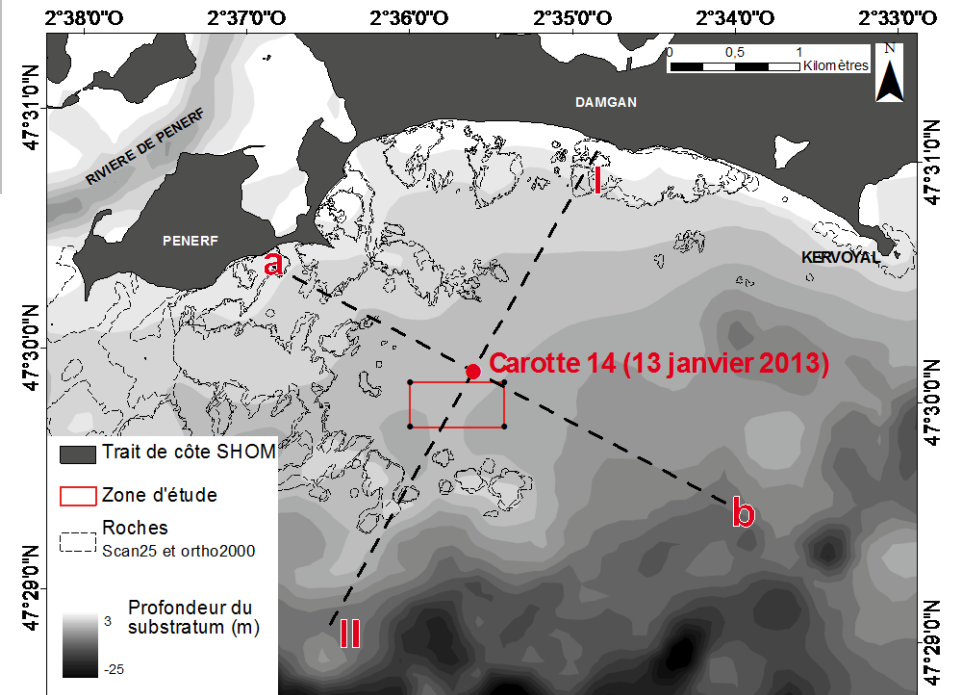 2°38'0"O 2°37'0"O 2°36'0"O 2°35'0"O 2°34'0"O 2°33'0"O
0 0,5 1
Kilomètres
N
DAMGAN
47°31'0"N
47°31'0"N
RIVIERE DE PENERF
I
PENERF
a
KERVOYAL
47°30'0"N
Carotte 14 (13 janvier 2013)
47°30'0"N
Trait de côte SHOM
Zone d'étude
Roches
Scan25 et ortho2000
b
47°29'0"N
Profondeur du
substratum (m)
3
-25
II
47°29'0"N